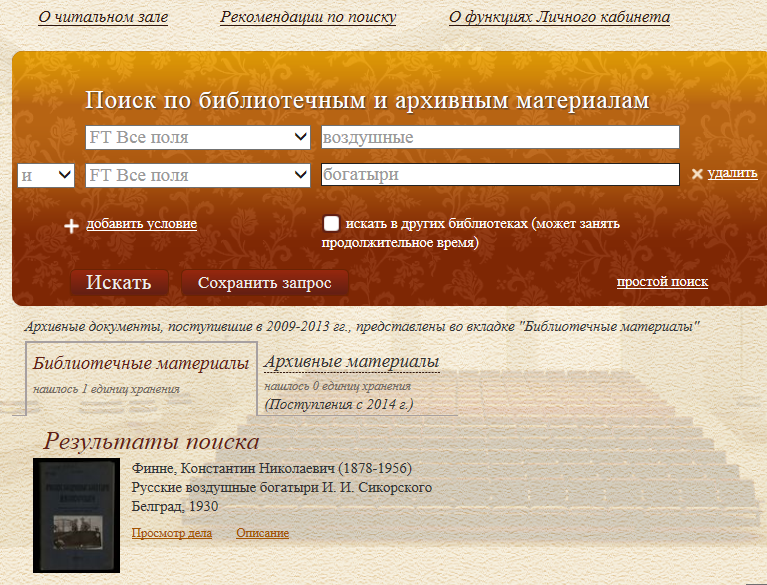 О читальном зале Рекомендации по поиску О функциях Личного кабинета
Поиск по библиотечным и архивным материалам
FT Все поля воздушные
и FT Все поля богатыри удалить
добавить условие искать в других библиотеках (может занять
продолжительное время)
Искать Сохранить запрос простой поиск
Архивные документы, поступившие в 2009-2013 гг., представлены во вкладке "Библиотечные материалы"
Библиотечные материалы Архивные материалы
нашлось 1 единиц хранения нашлось 0 единиц хранения
(Поступления с 2014 г.)
Результаты поиска
Финне, Константин Николаевич (1878-1956)
Русские воздушные богатыри И. И. Сикорского
Белград, 1930
Просмотр дела Описание